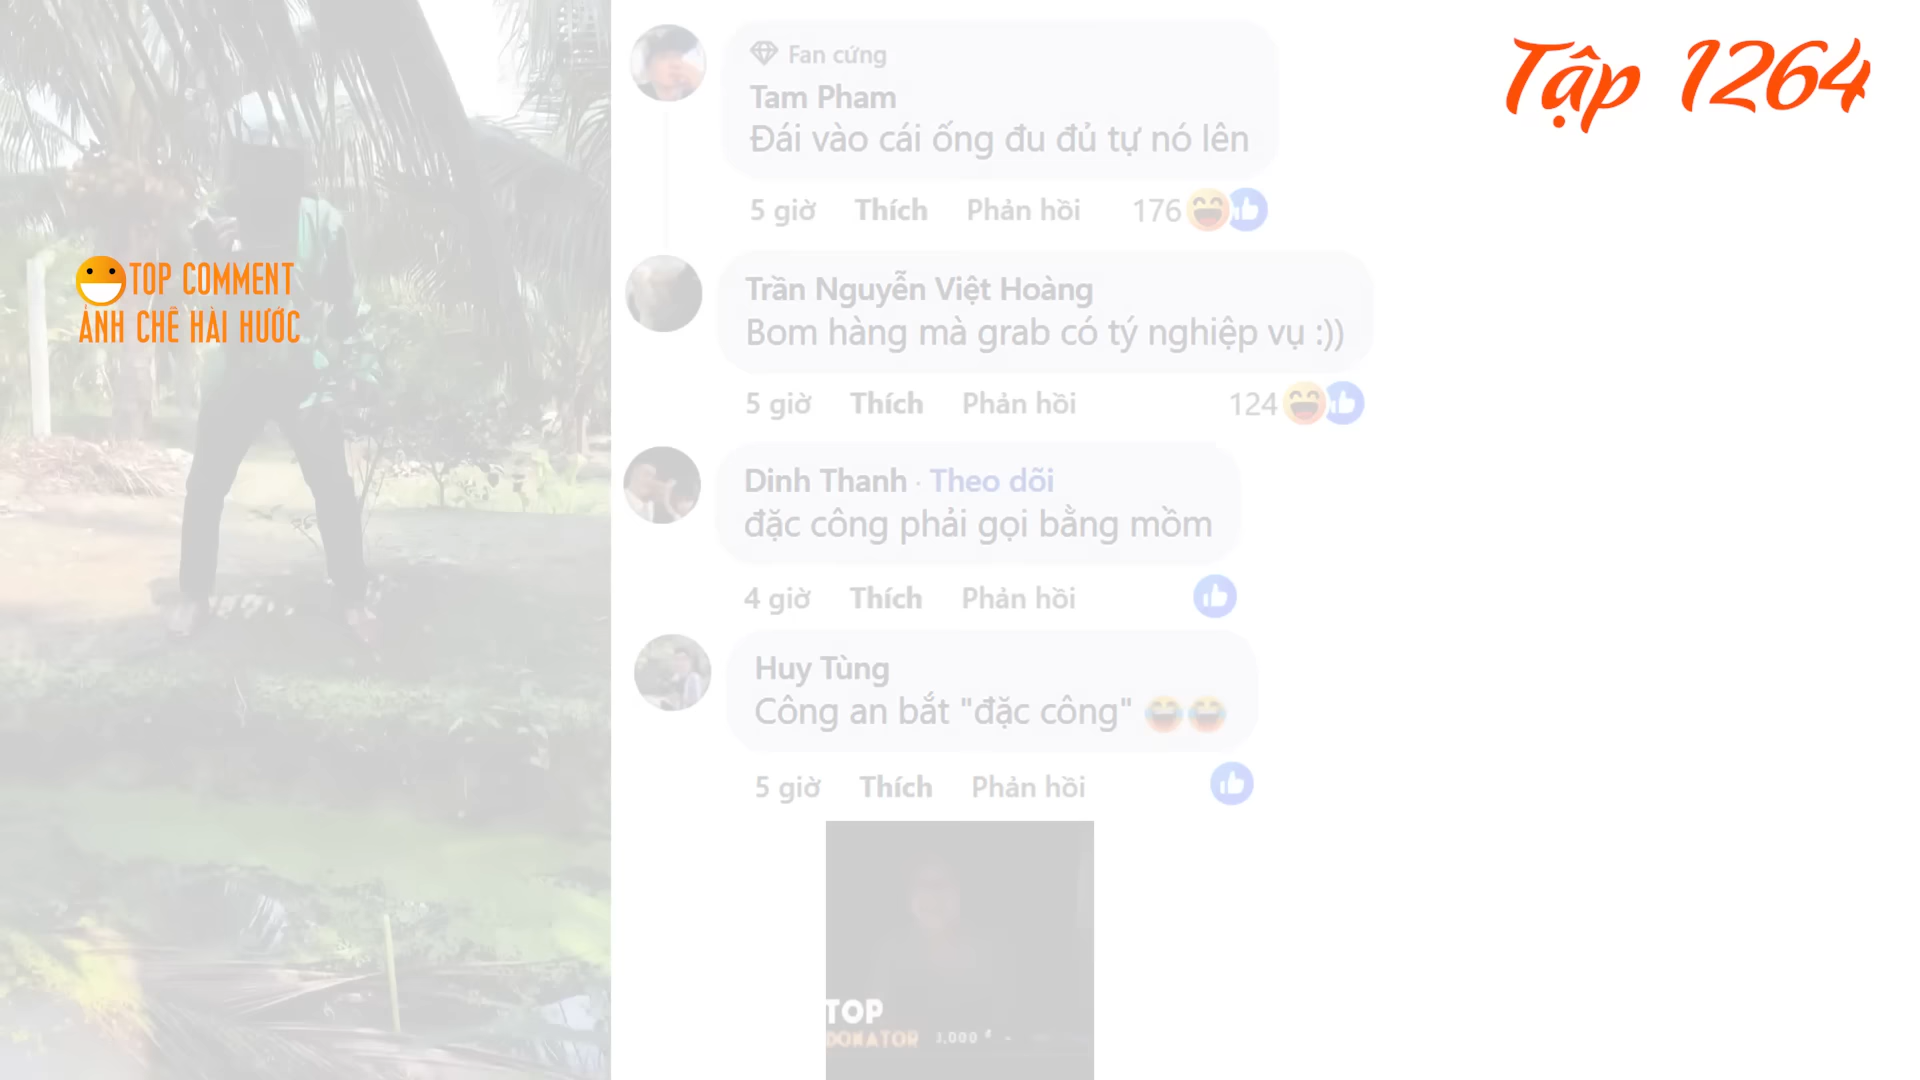 TOP COMMENT
ẢNH CHẾ HÀI HƯỚC
Fan cứng
Tam Pham
Đái vào cái ống đu đủ tự nó lên
5 giờ Thích Phản hồi 176
Trần Nguyễn Việt Hoàng
Bom hàng mà grab có tý nghiệp vụ :))
5 giờ Thích Phản hồi 124
Dinh Thanh · Theo dõi
đặc công phải gọi bằng mồm
4 giờ Thích Phản hồi
Huy Tùng
Công an bắt "đặc công" 😂😂
5 giờ Thích Phản hồi
TOP
DONATOR
Tập 1264